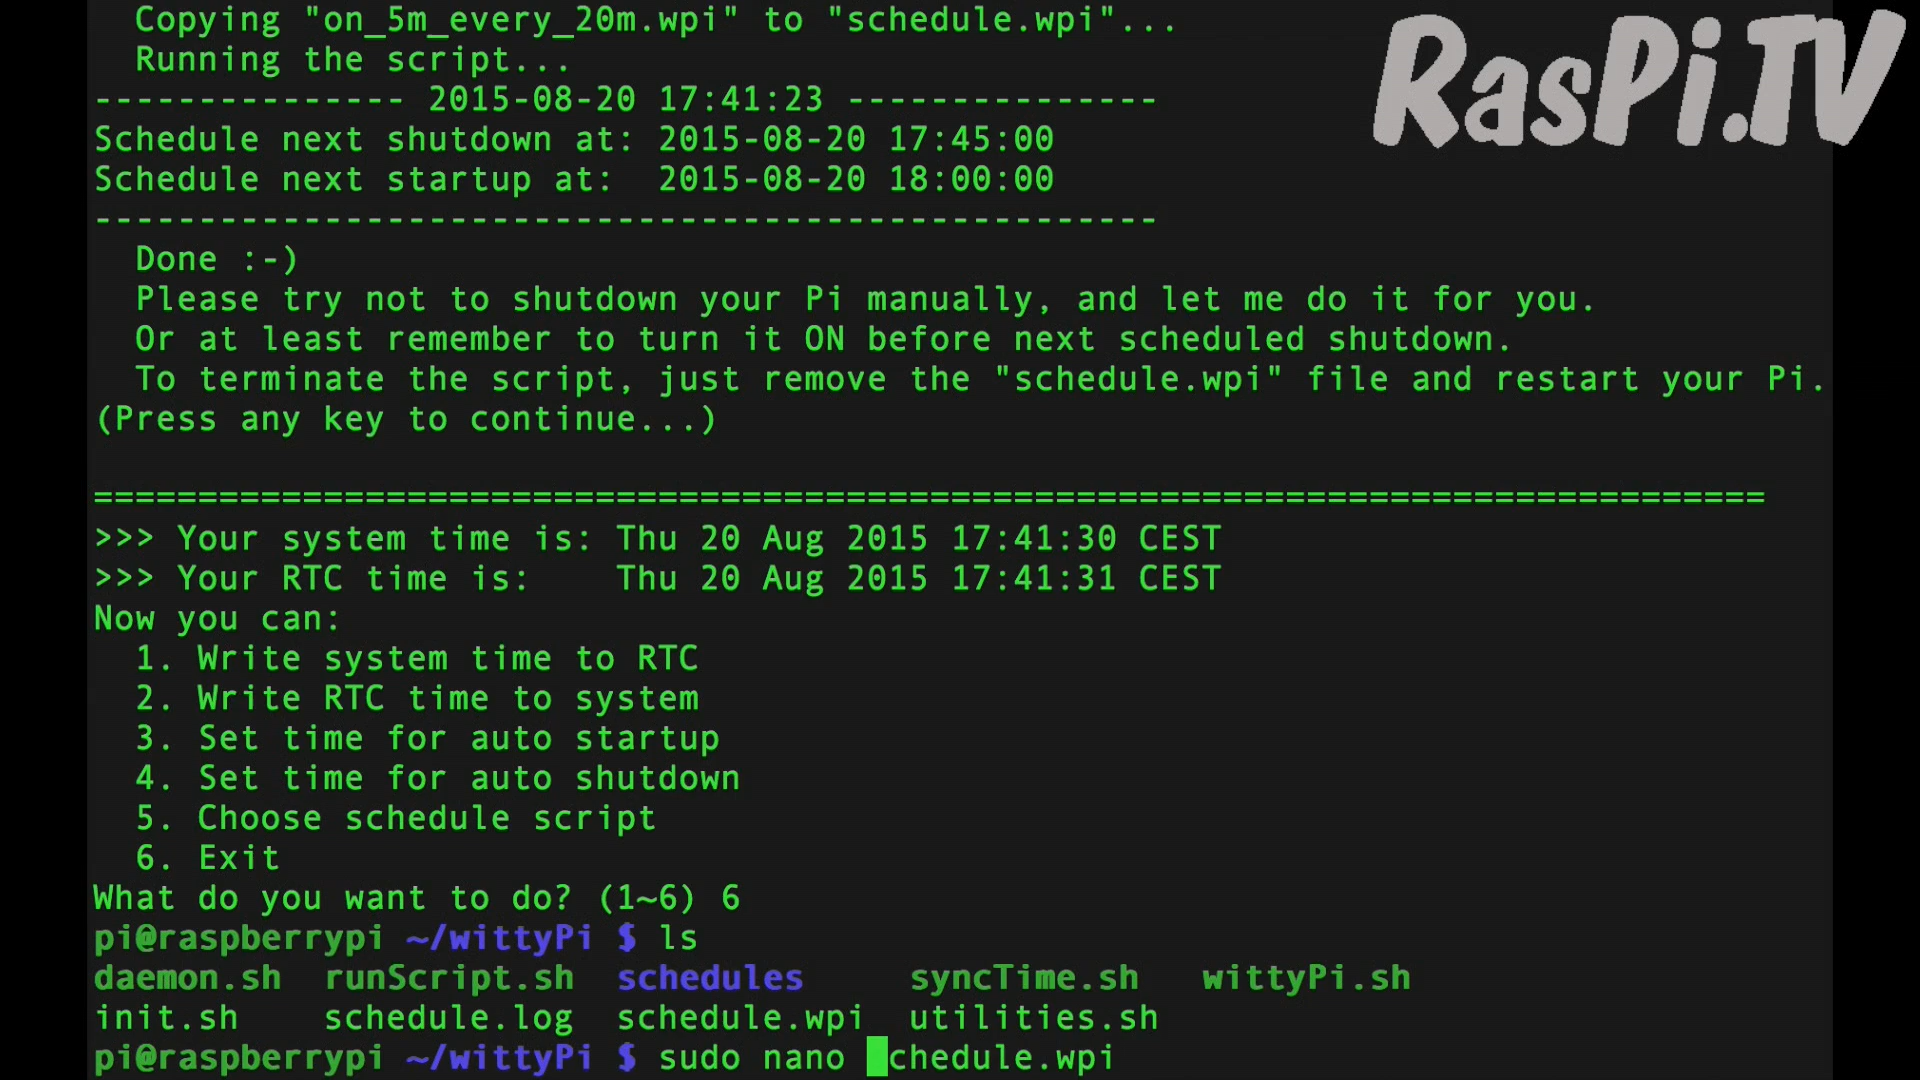 Copying "on_5m_every_20m.wpi" to "schedule.wpi"...
RasPi.TV
Running the script...
--------------- 2015-08-20 17:41:23 ---------------
Schedule next shutdown at: 2015-08-20 17:45:00
Schedule next startup at:  2015-08-20 18:00:00
---------------------------------------------------
Done :-)
Please try not to shutdown your Pi manually, and let me do it for you.
Or at least remember to turn it ON before next scheduled shutdown.
To terminate the script, just remove the "schedule.wpi" file and restart your Pi.
(Press any key to continue...)
================================================================================
>>> Your system time is: Thu 20 Aug 2015 17:41:30 CEST
>>> Your RTC time is:    Thu 20 Aug 2015 17:41:31 CEST
Now you can:
1. Write system time to RTC
2. Write RTC time to system
3. Set time for auto startup
4. Set time for auto shutdown
5. Choose schedule script
6. Exit
What do you want to do? (1~6) 6
pi@raspberrypi ~/wittyPi $ ls
daemon.sh  runScript.sh  schedules     syncTime.sh   wittyPi.sh
init.sh    schedule.log  schedule.wpi  utilities.sh
pi@raspberrypi ~/wittyPi $ sudo nano chedule.wpi